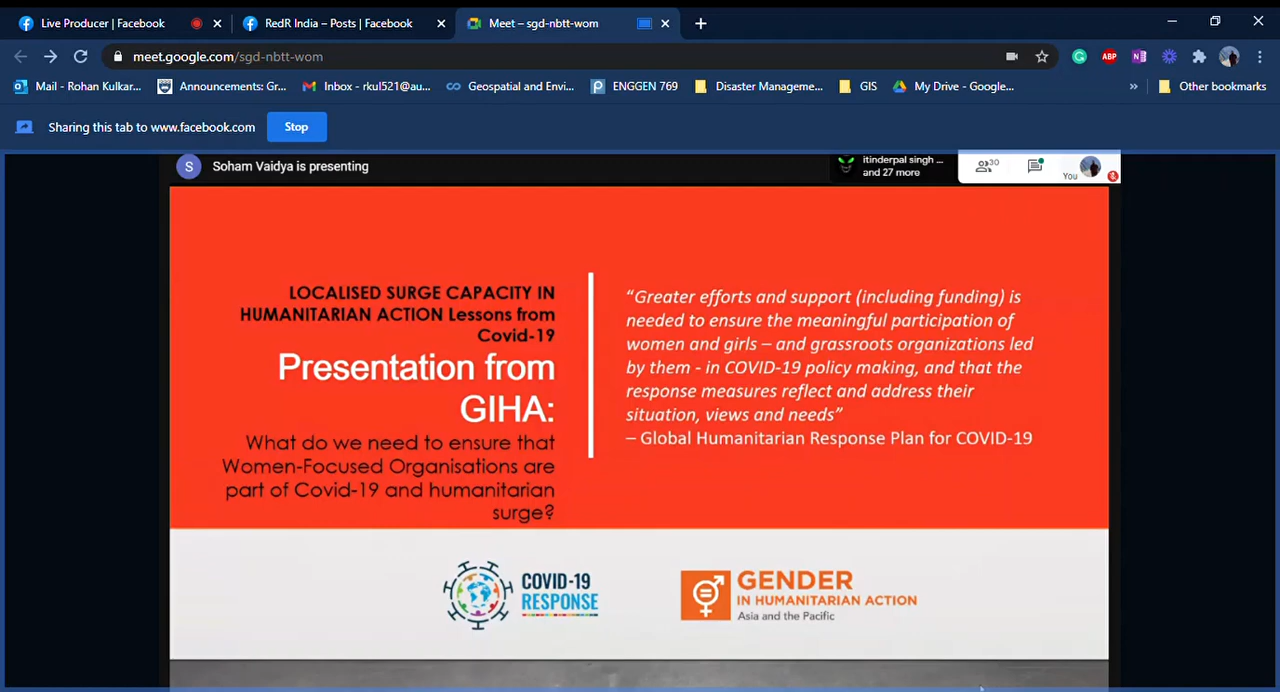 Live Producer | Facebook
RedR India – Posts | Facebook
Meet – sgd-nbtt-wom
meet.google.com/sgd-nbtt-wom
ABP
N
Mail - Rohan Kulkar...
Announcements: Gr...
Inbox - rkul521@au...
Geospatial and Envi...
ENGGEN 769
Disaster Manageme...
GIS
My Drive - Google...
»
Other bookmarks
Sharing this tab to www.facebook.com
Stop
S
Soham Vaidya is presenting
itinderpal singh ...
and 27 more
30
You
LOCALISED SURGE CAPACITY IN
HUMANITARIAN ACTION Lessons from
Covid-19
Presentation from
GIHA:
What do we need to ensure that
Women-Focused Organisations are
part of Covid-19 and humanitarian
surge?
“Greater efforts and support (including funding) is
needed to ensure the meaningful participation of
women and girls – and grassroots organizations led
by them - in COVID-19 policy making, and that the
response measures reflect and address their
situation, views and needs”
– Global Humanitarian Response Plan for COVID-19
COVID-19
RESPONSE
GENDER
IN HUMANITARIAN ACTION
Asia and the Pacific